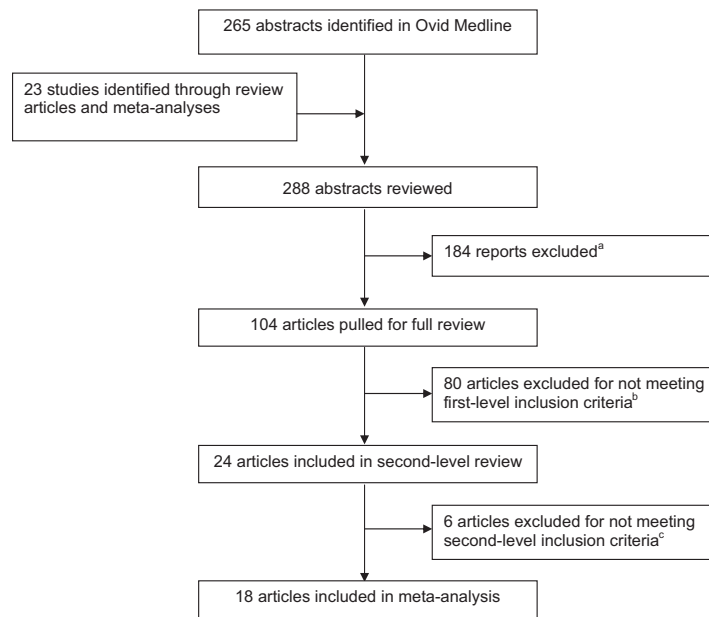 265 abstracts identified in Ovid Medline
23 studies identified through review
articles and meta-analyses
288 abstracts reviewed
184 reports excludedᵃ
104 articles pulled for full review
80 articles excluded for not meeting
first-level inclusion criteriaᵇ
24 articles included in second-level review
6 articles excluded for not meeting
second-level inclusion criteriaᶜ
18 articles included in meta-analysis